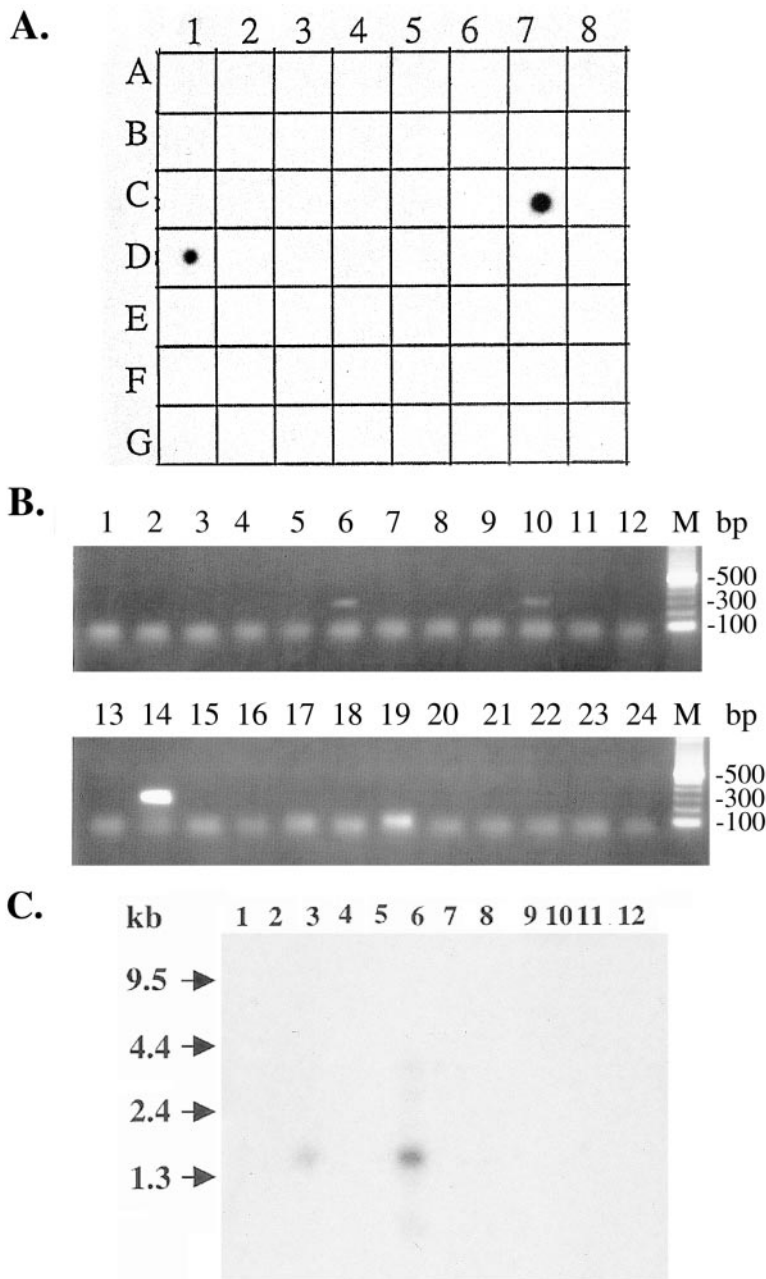 A.
1 2 3 4 5 6 7 8
A
B
C
D
E
F
G
B.
1 2 3 4 5 6 7 8 9 10 11 12 M bp
-500
-300
-100
13 14 15 16 17 18 19 20 21 22 23 24 M bp
-500
-300
-100
C.
kb 1 2 3 4 5 6 7 8 9 10 11 12
9.5
4.4
2.4
1.3